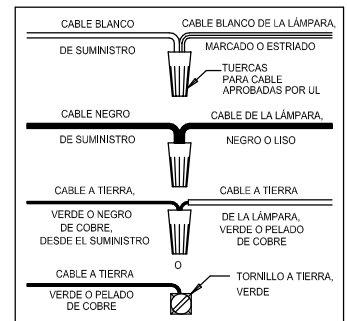 CABLE BLANCO
DE SUMINISTRO
CABLE BLANCO DE LA LÁMPARA,
MARCADO O ESTRIADO
TUERCAS
PARA CABLE
APROBADAS POR UL
CABLE NEGRO
DE SUMINISTRO
CABLE DE LA LÁMPARA,
NEGRO O LISO
CABLE A TIERRA,
VERDE O NEGRO
DE COBRE,
DESDE EL SUMINISTRO
CABLE A TIERRA
DE LA LÁMPARA,
VERDE O PELADO
DE COBRE
O
CABLE A TIERRA
VERDE O PELADO
DE COBRE
TORNILLO A TIERRA,
VERDE